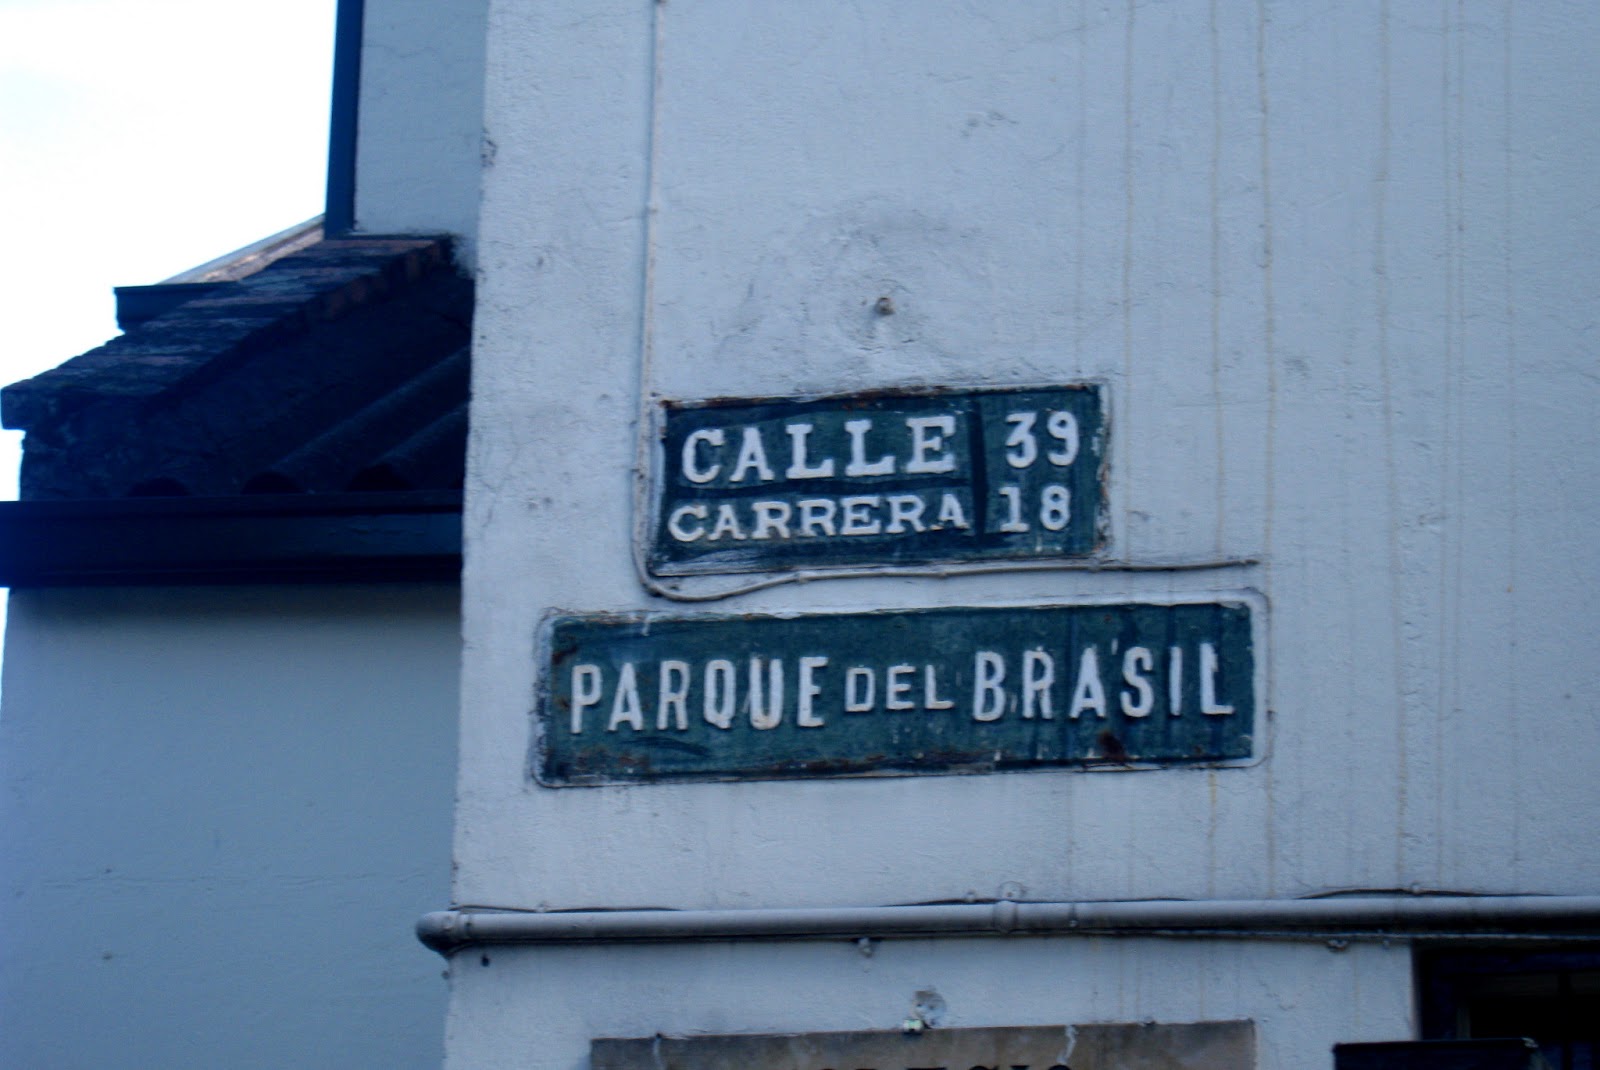 CALLE 39
CARRERA 18
PARQUE DEL BRASIL